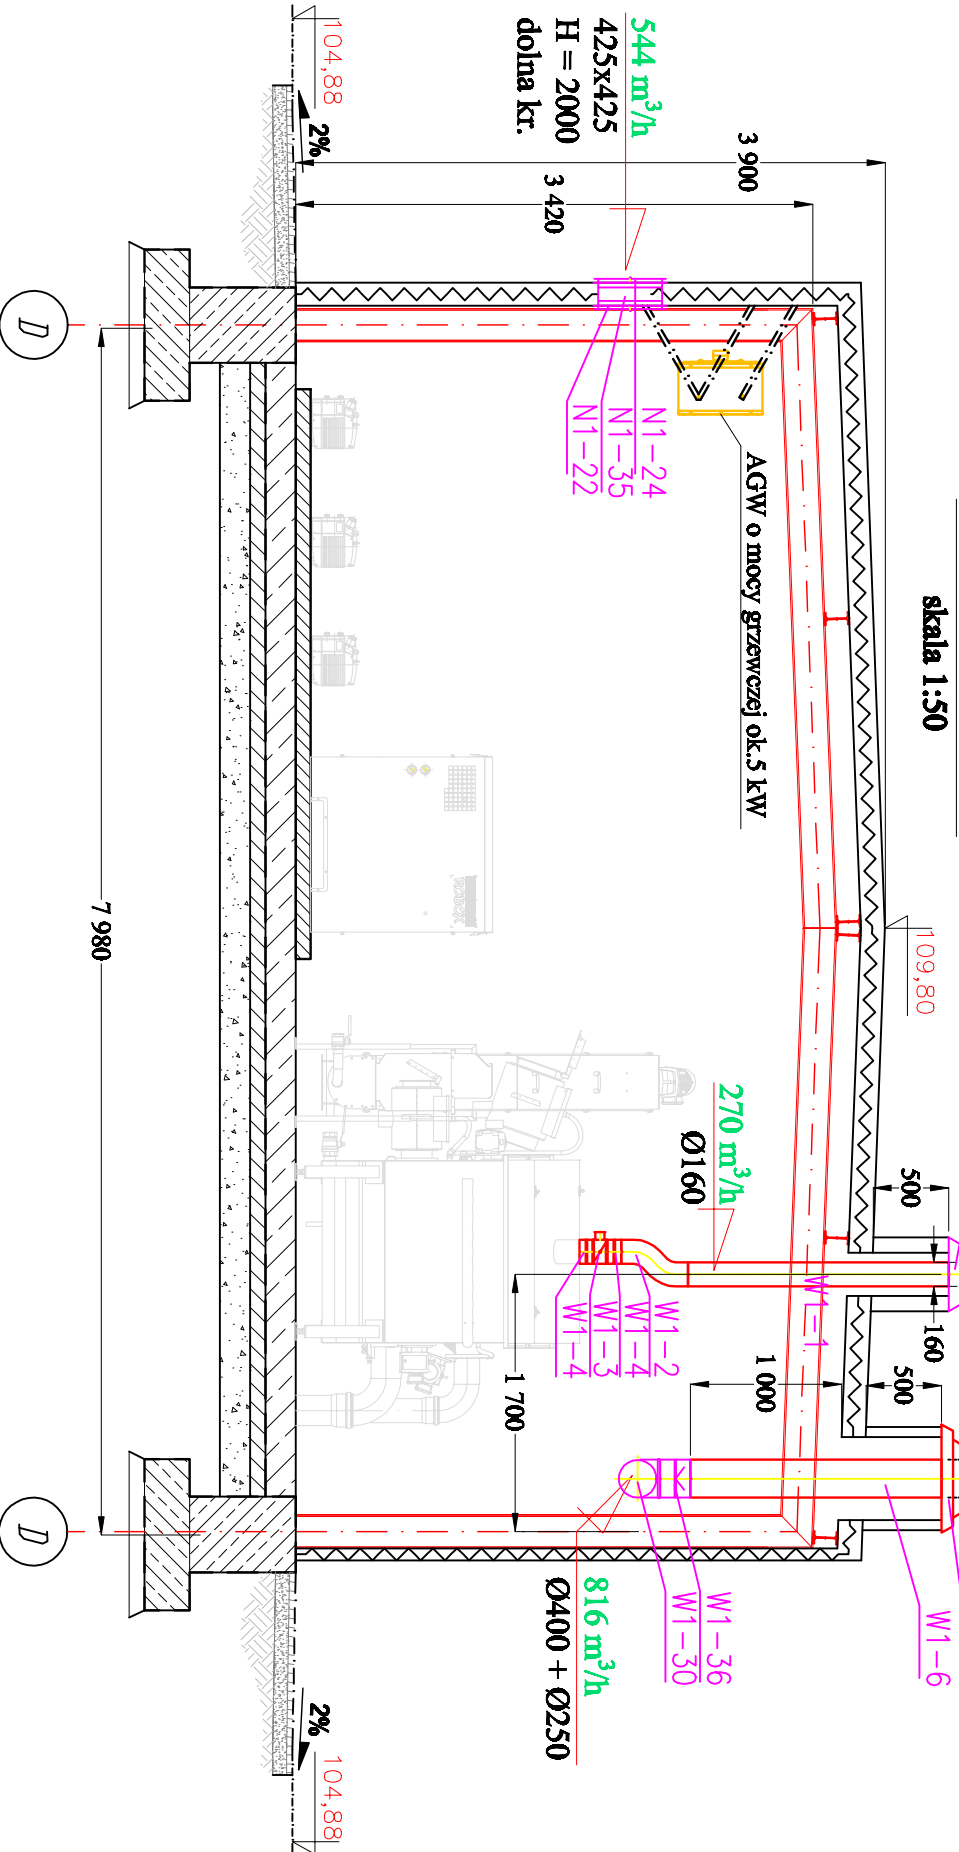 skala 1:50
109,80
500
160
500
W1-6
W1-1
1 000
3 900
3 420
544 m³/h
425x425
H = 2000
dolna kr.
N1-24
N1-35
N1-22
AGW o mocy grzewczej ok.5 kW
270 m³/h
Ø160
W1-2
W1-4
W1-3
W1-4
1 700
W1-36
W1-30
816 m³/h
Ø400 + Ø250
104,88
2%
2%
104,88
7 980
D
D